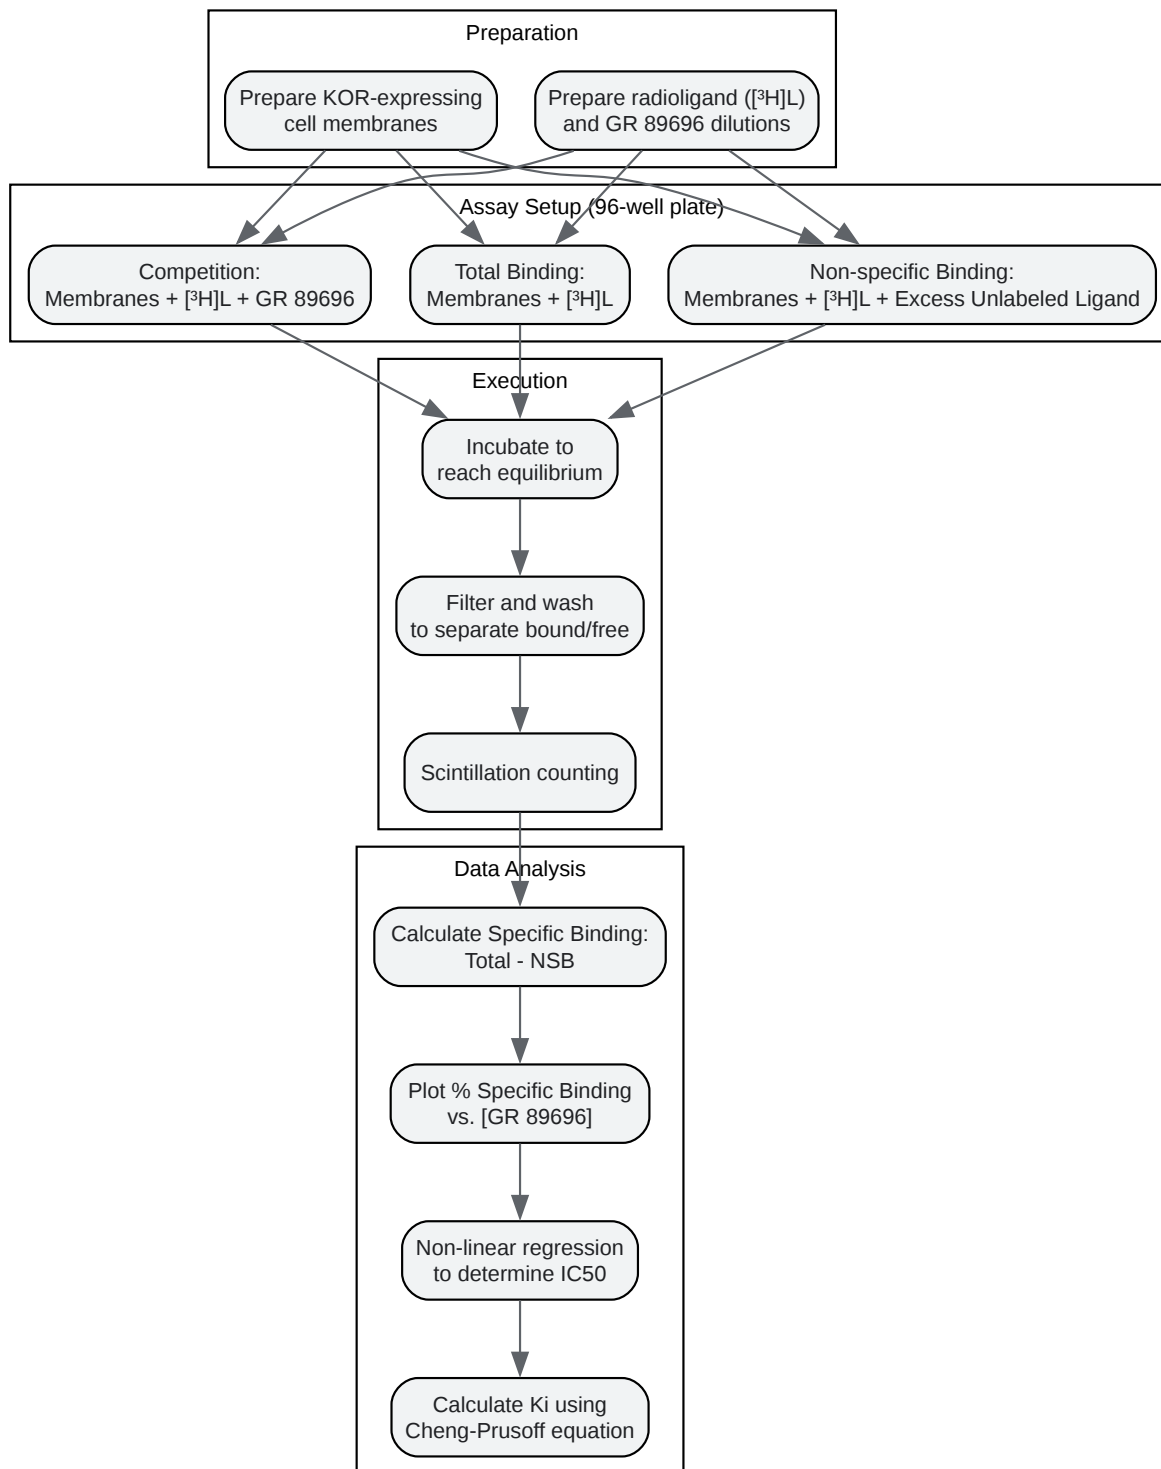 Preparation
Prepare KOR-expressing
cell membranes
Prepare radioligand ([³H]L)
and GR 89696 dilutions
Assay Setup (96-well plate)
Competition:
Membranes + [³H]L + GR 89696
Total Binding:
Membranes + [³H]L
Non-specific Binding:
Membranes + [³H]L + Excess Unlabeled Ligand
Execution
Incubate to
reach equilibrium
Filter and wash
to separate bound/free
Scintillation counting
Data Analysis
Calculate Specific Binding:
Total - NSB
Plot % Specific Binding
vs. [GR 89696]
Non-linear regression
to determine IC50
Calculate Ki using
Cheng-Prusoff equation